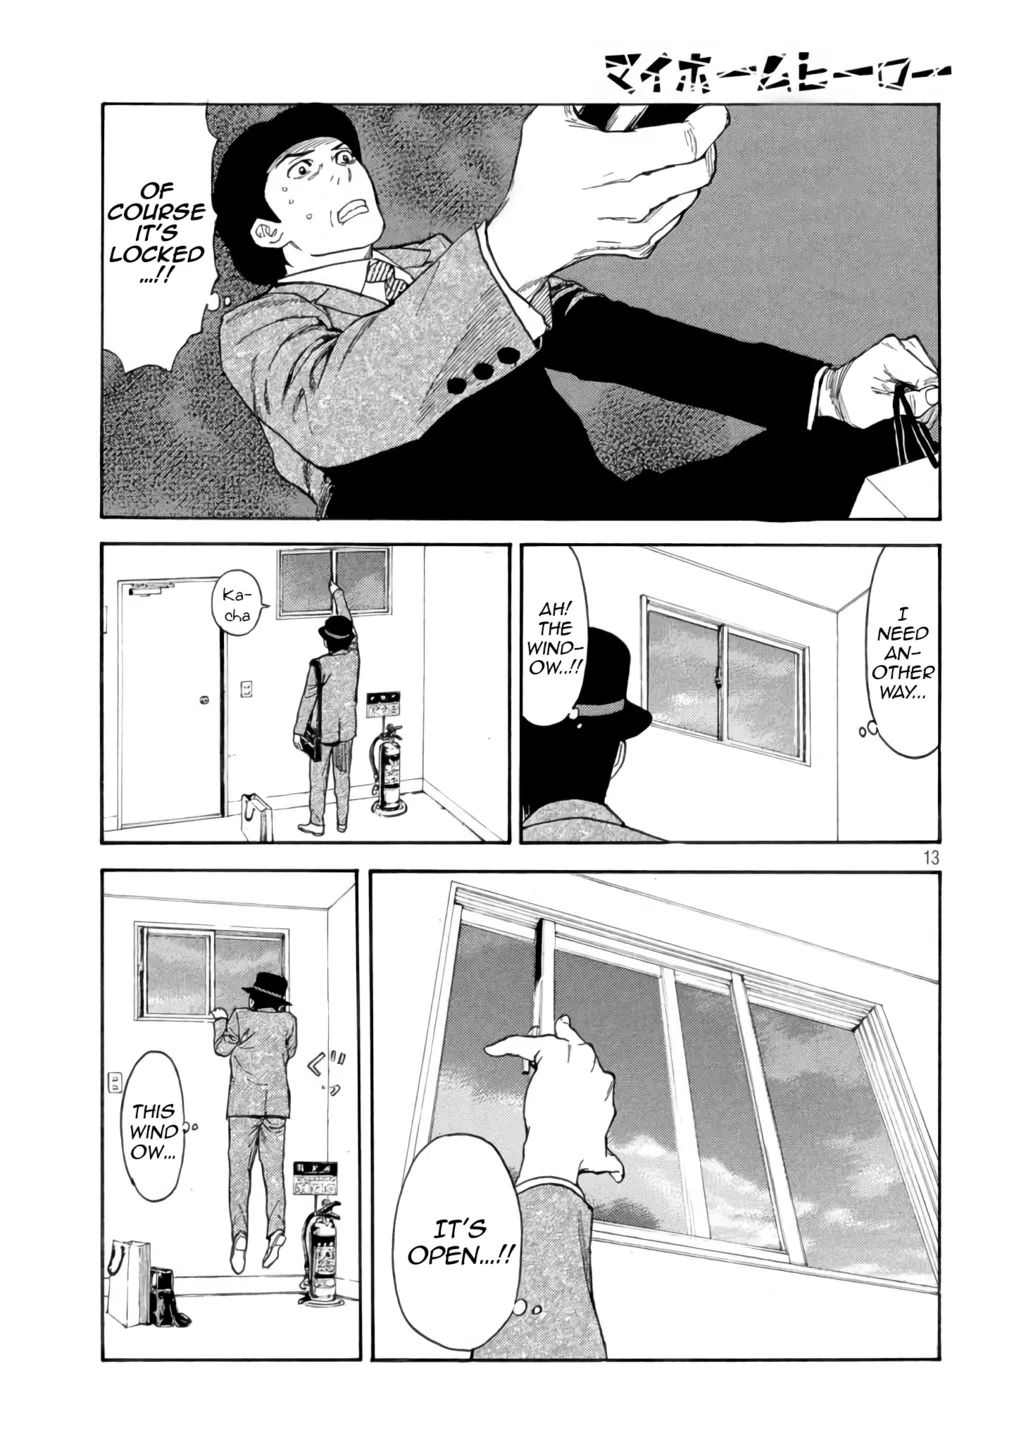 マイホームヒーロー
OF
COURSE
IT'S
LOCKED
...!!
I
NEED
AN-
OTHER
WAY...
AH!
THE
WIND-
OW..!!
Ka-
cha
13
IT'S
OPEN...!!
THIS
WIND
OW...